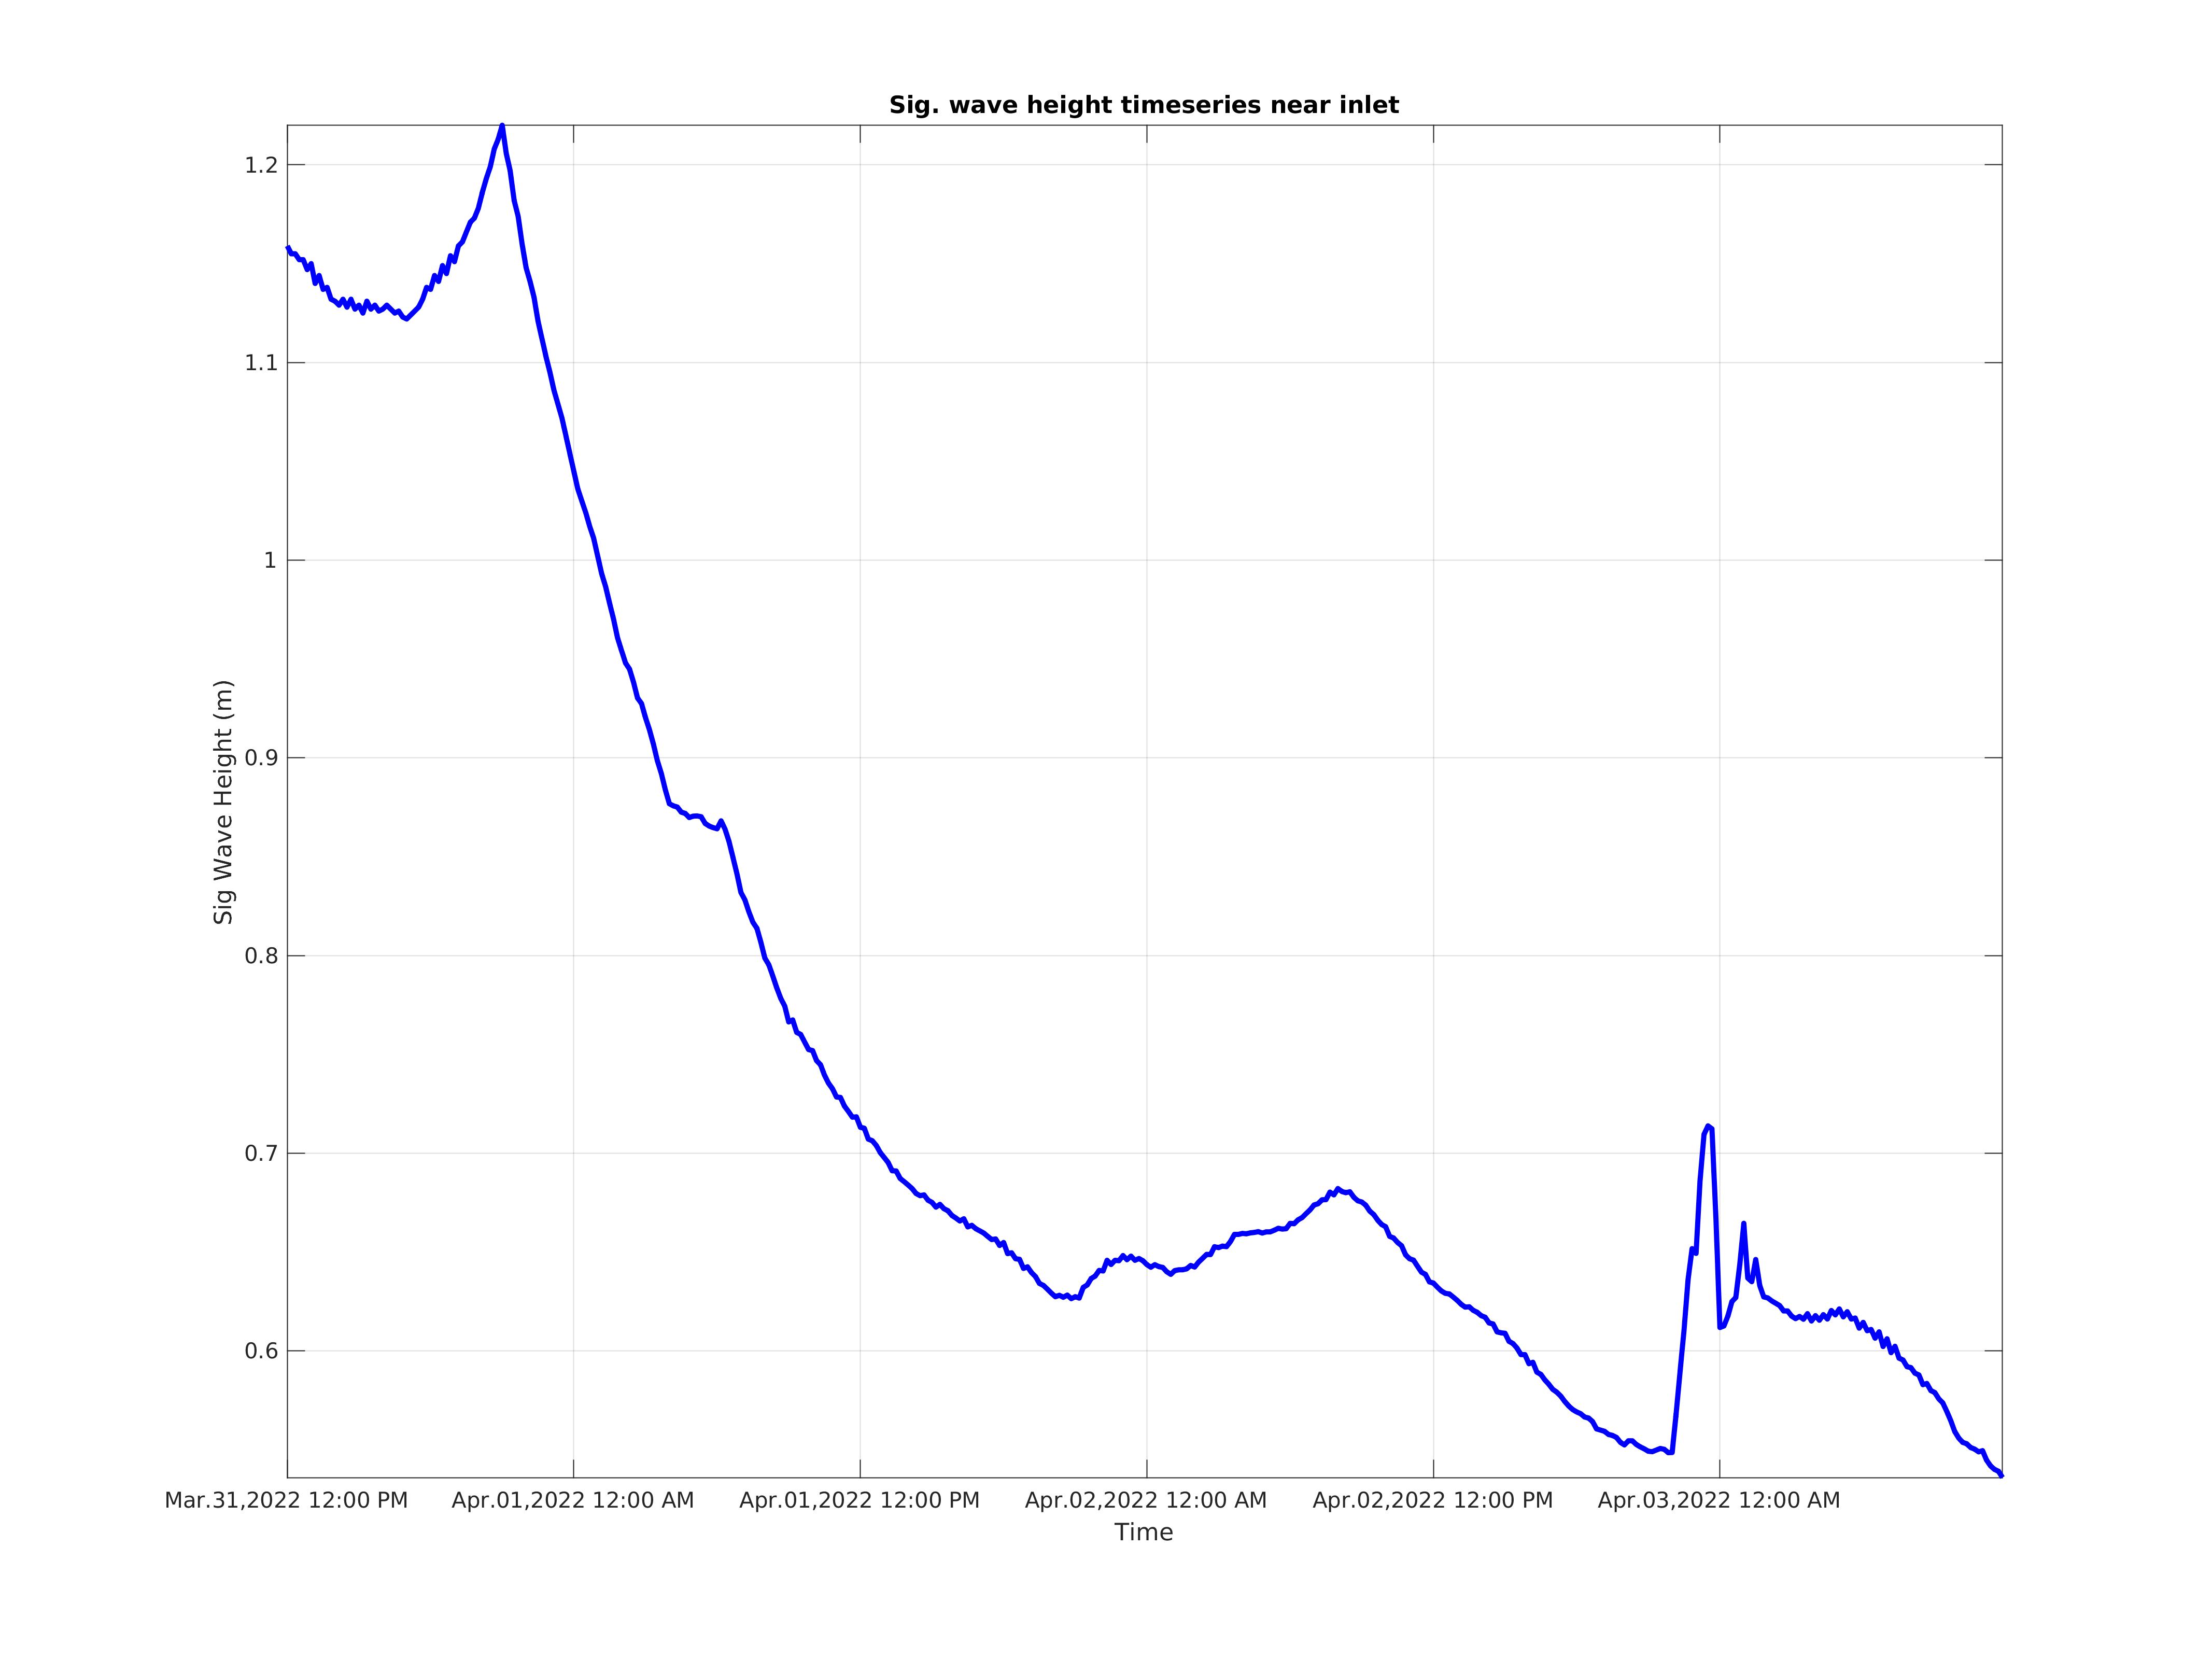 Sig. wave height timeseries near inlet
1.2
1.1
1
0.9
0.8
0.7
0.6
Sig Wave Height (m)
Mar.31,2022 12:00 PM Apr.01,2022 12:00 AM Apr.01,2022 12:00 PM Apr.02,2022 12:00 AM Apr.02,2022 12:00 PM Apr.03,2022 12:00 AM
Time